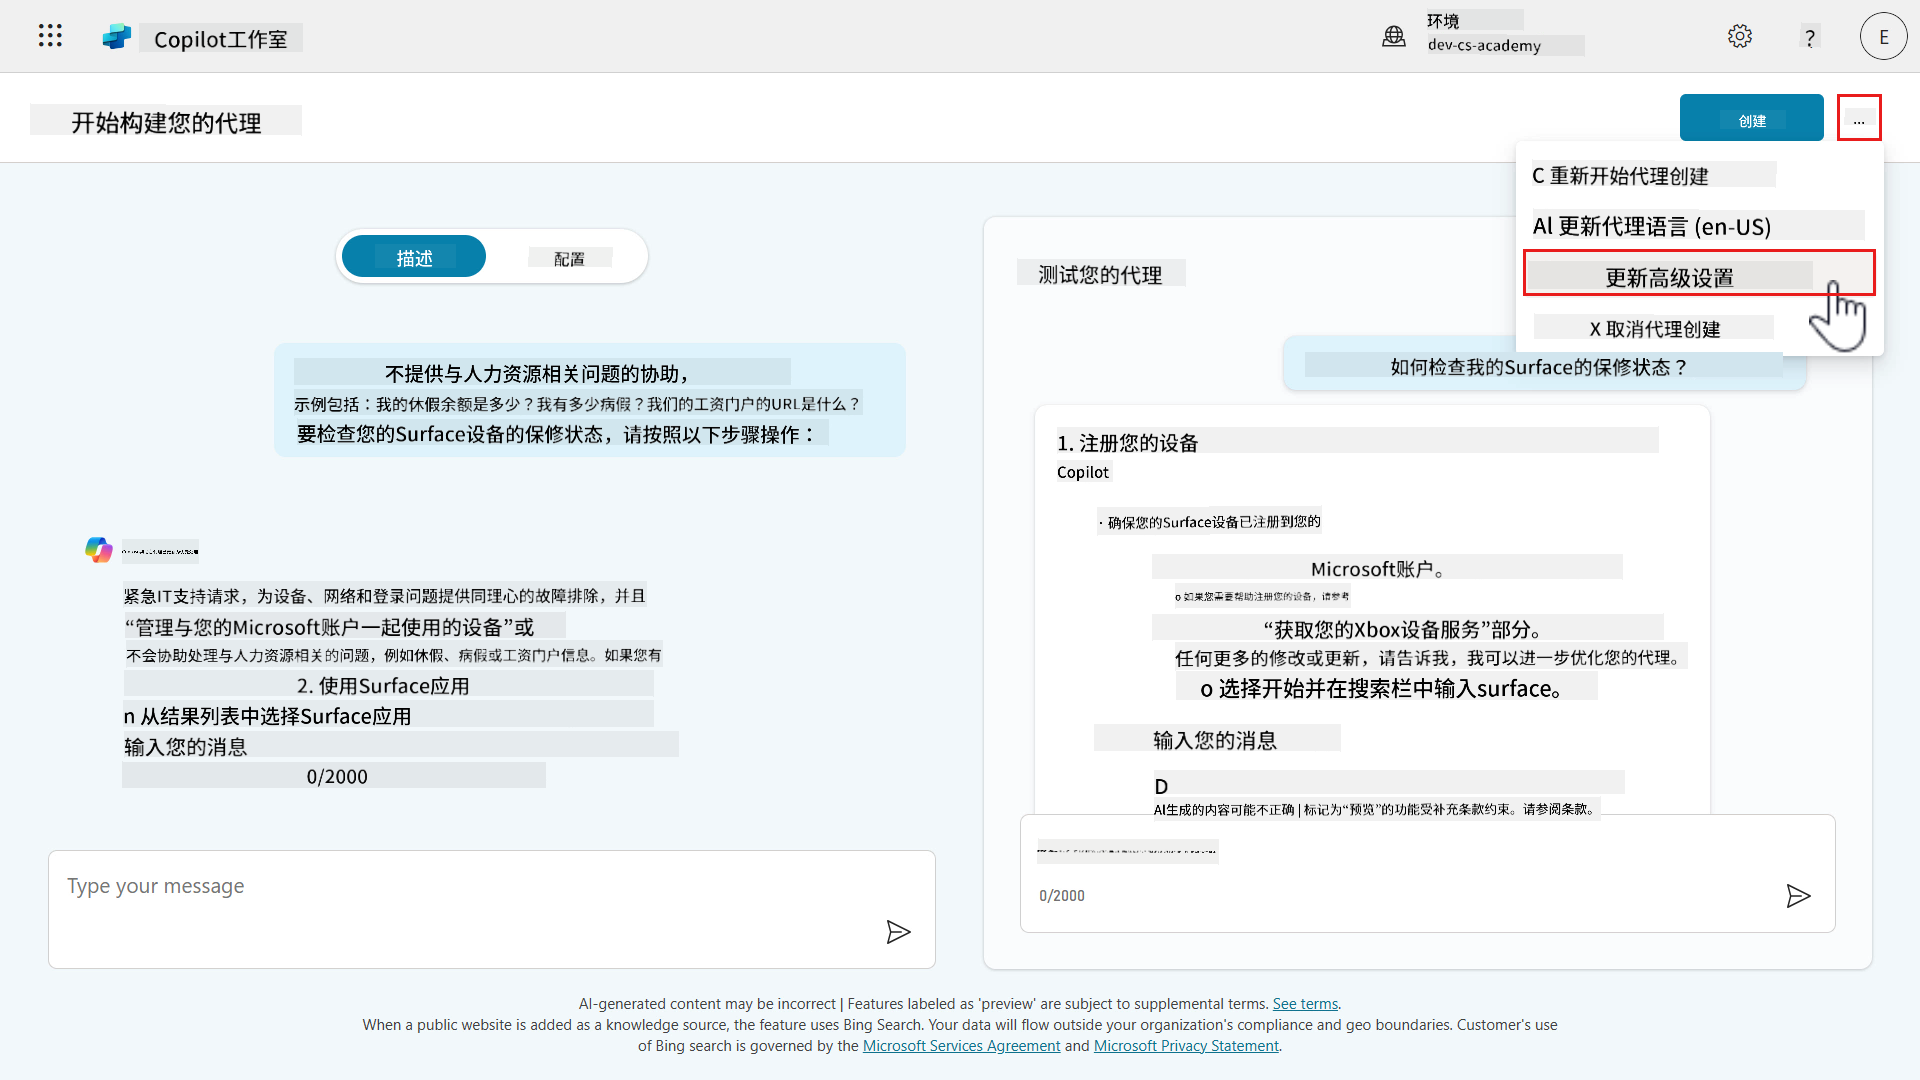 Copilot工作室
环境
dev-cs-academy
?
E
开始构建您的代理
创建
...
C 重新开始代理创建
Al 更新代理语言 (en-US)
更新高级设置
X 取消代理创建
描述
配置
不提供与人力资源相关问题的协助，
示例包括：我的休假余额是多少？我有多少病假？我们的工资门户的URL是什么？
要检查您的Surface设备的保修状态，请按照以下步骤操作：
紧急IT支持请求，为设备、网络和登录问题提供同理心的故障排除，并且
“管理与您的Microsoft账户一起使用的设备”或
不会协助处理与人力资源相关的问题，例如休假、病假或工资门户信息。如果您有
2. 使用Surface应用
n 从结果列表中选择Surface应用
输入您的消息
0/2000
Type your message
测试您的代理
如何检查我的Surface的保修状态？
1. 注册您的设备
Copilot
· 确保您的Surface设备已注册到您的
Microsoft账户。
o 如果您需要帮助注册您的设备，请参考
“获取您的Xbox设备服务”部分。
任何更多的修改或更新，请告诉我，我可以进一步优化您的代理。
o 选择开始并在搜索栏中输入surface。
输入您的消息
D
AI生成的内容可能不正确 | 标记为“预览”的功能受补充条款约束。请参阅条款。
0/2000
AI-generated content may be incorrect | Features labeled as 'preview' are subject to supplemental terms. See terms.
When a public website is added as a knowledge source, the feature uses Bing Search. Your data will flow outside your organization's compliance and geo boundaries. Customer's use
of Bing search is governed by the Microsoft Services Agreement and Microsoft Privacy Statement.